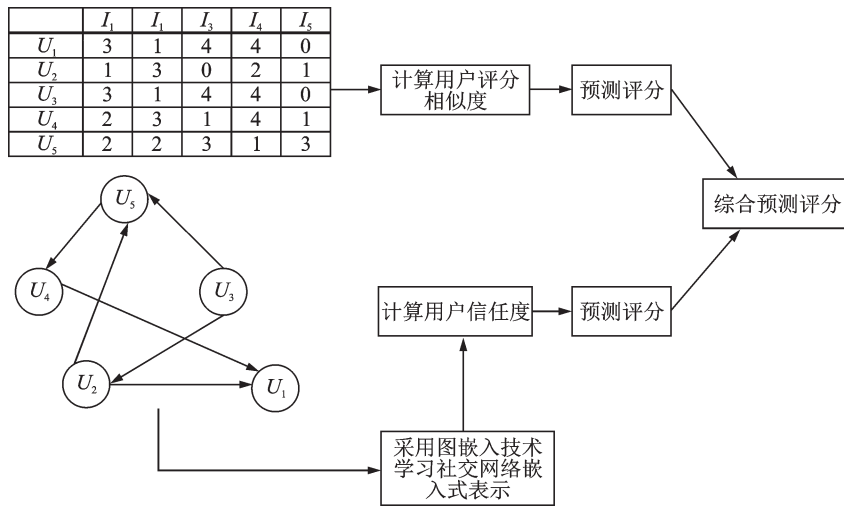 I₁ I₁ I₃ I₄ I₅
U₁ 3 1 4 4 0
U₂ 1 3 0 2 1
U₃ 3 1 4 4 0
U₄ 2 3 1 4 1
U₅ 2 2 3 1 3
计算用户评分
相似度
预测评分
综合预测评分
U₅
U₄
U₃
U₂
U₁
计算用户信任度
预测评分
采用图嵌入技术
学习社交网络嵌
入式表示